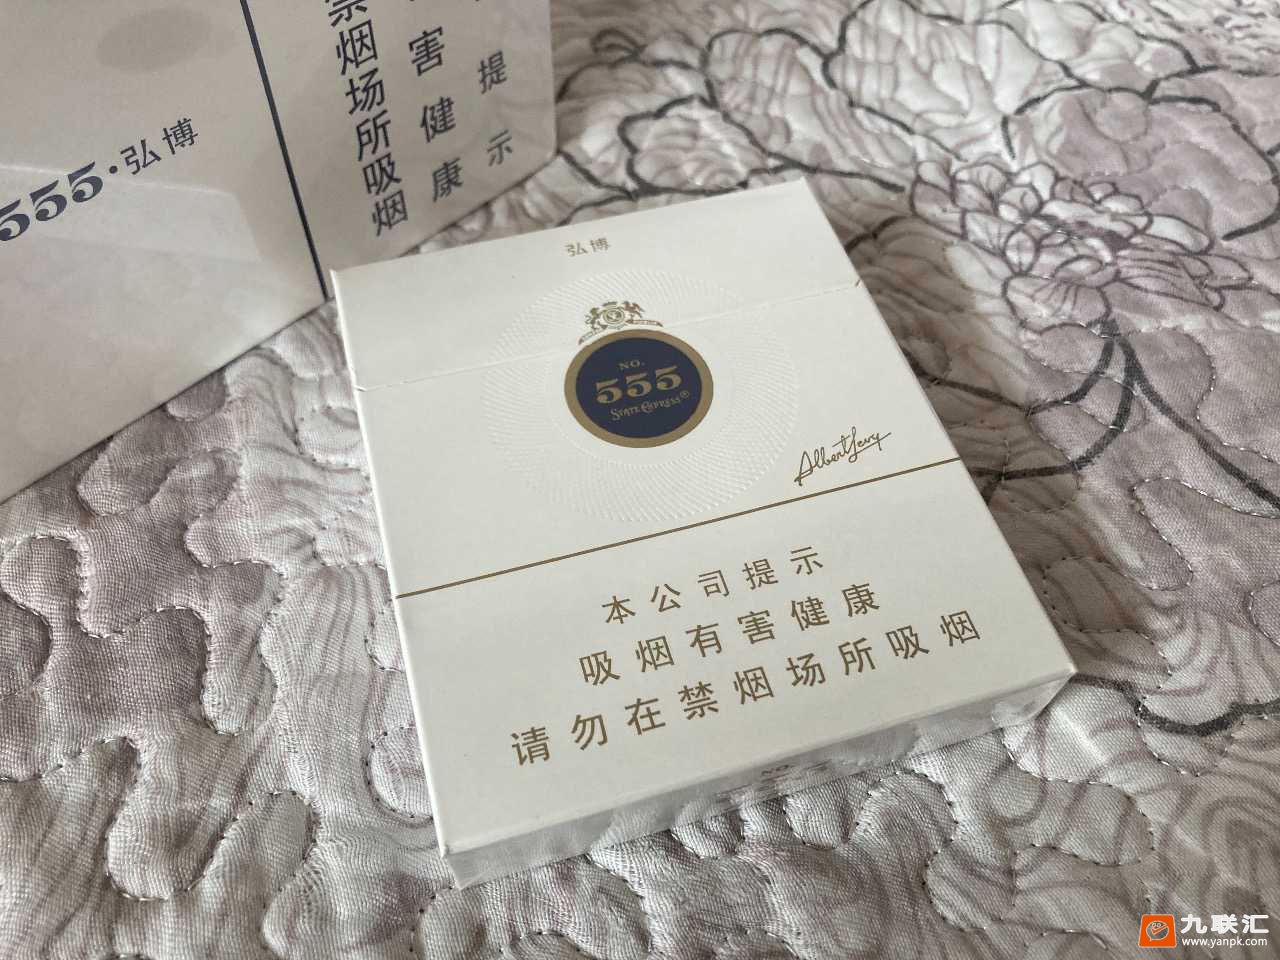 555·弘博
禁烟场所吸烟
害健康
提示
弘博
NO.
555
STATE EXPRESS®
Albert Levy
本公司提示
吸烟有害健康
请勿在禁烟场所吸烟
NO.
九联汇
www.yanpk.com